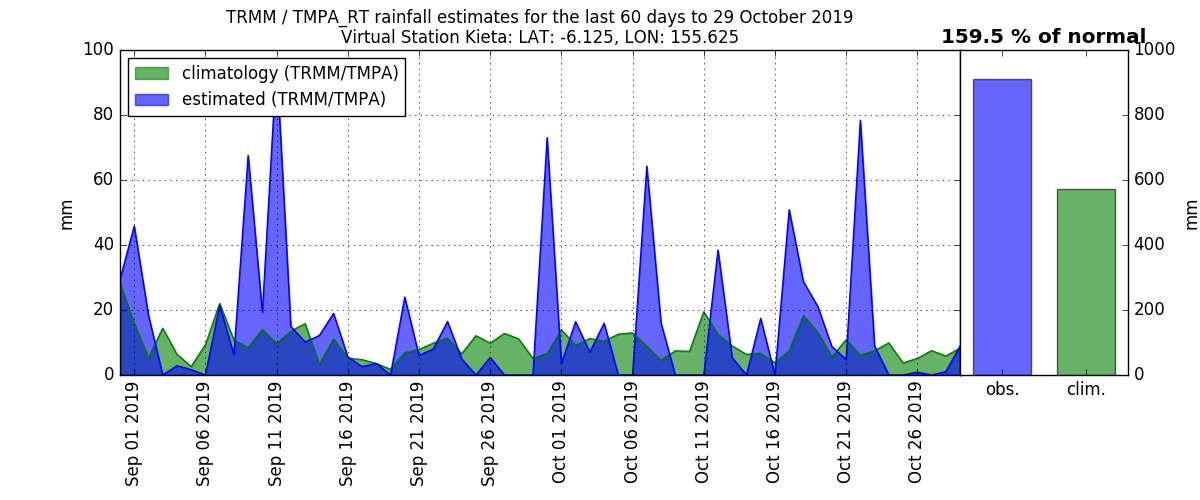 TRMM / TMPA_RT rainfall estimates for the last 60 days to 29 October 2019
Virtual Station Kieta: LAT: -6.125, LON: 155.625
159.5 % of normal
climatology (TRMM/TMPA)
estimated (TRMM/TMPA)
mm
100
80
60
40
20
0
Sep 01 2019
Sep 06 2019
Sep 11 2019
Sep 16 2019
Sep 21 2019
Sep 26 2019
Oct 01 2019
Oct 06 2019
Oct 11 2019
Oct 16 2019
Oct 21 2019
Oct 26 2019
obs.
clim.
1000
800
600
400
200
0
mm